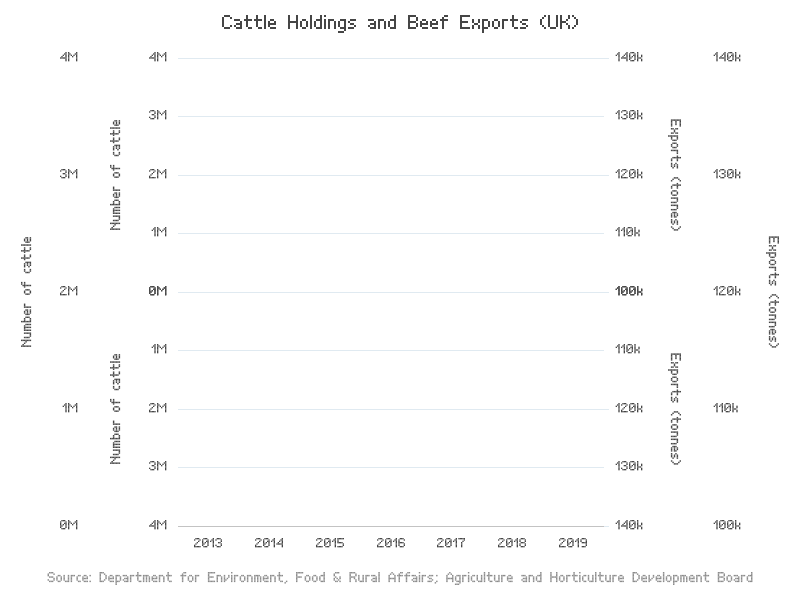 Cattle Holdings and Beef Exports (UK)
4M 4M 140k 140k
3M 130k
3M 2M 120k 130k
1M 110k
Number of cattle
Exports (tonnes)
2M 0M 100k 120k
Number of cattle
Exports (tonnes)
1M 110k
1M 2M 120k 110k
Number of cattle
Exports (tonnes)
3M 130k
0M 4M 140k 100k
2013 2014 2015 2016 2017 2018 2019
Source: Department for Environment, Food & Rural Affairs; Agriculture and Horticulture Development Board